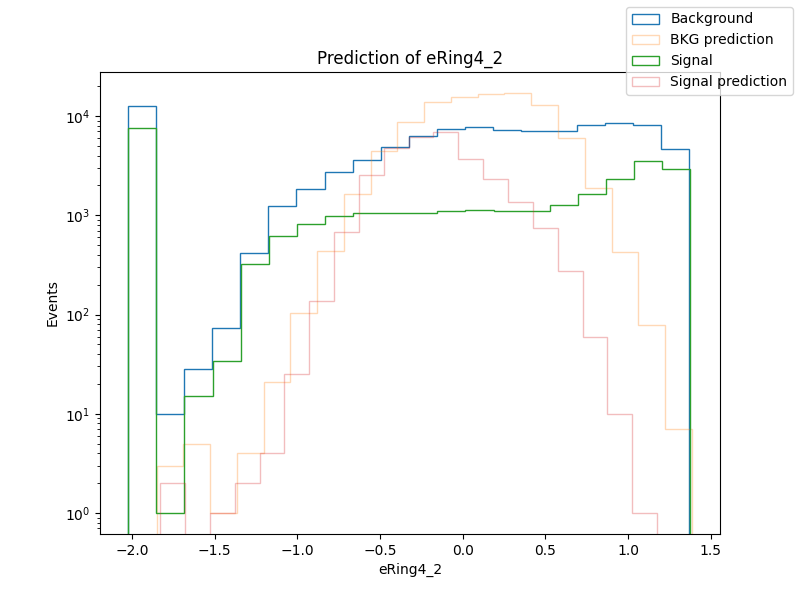 Prediction of eRing4_2
Background
BKG prediction
Signal
Signal prediction
Events
10⁴
10³
10²
10¹
10⁰
−2.0 −1.5 −1.0 −0.5 0.0 0.5 1.0 1.5
eRing4_2